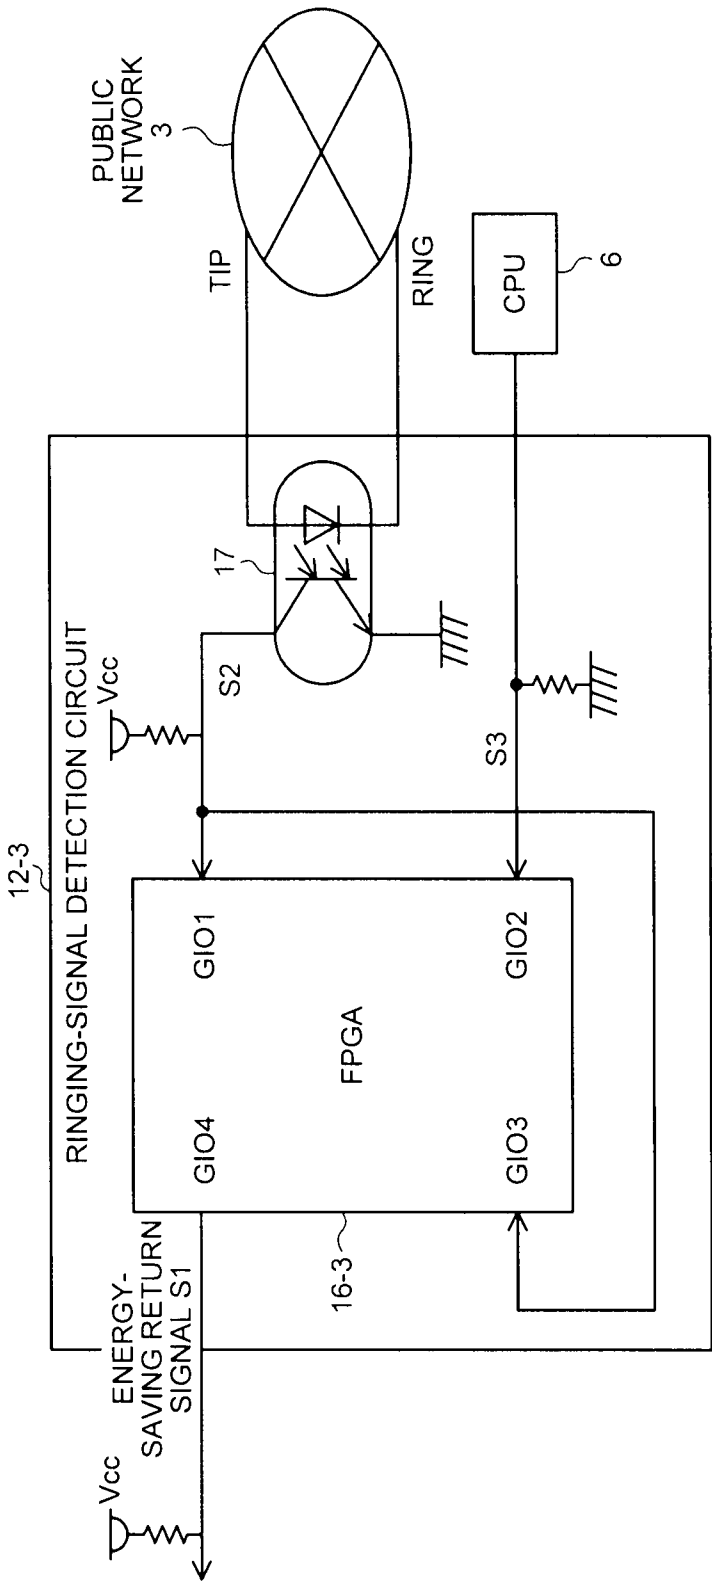 12-3
RINGING-SIGNAL DETECTION CIRCUIT
Vcc
ENERGY-
SAVING RETURN
SIGNAL S1
GIO4
GIO1
GIO3
GIO2
FPGA
16-3
Vcc
S2
17
S3
TIP
RING
PUBLIC
NETWORK
3
CPU
6